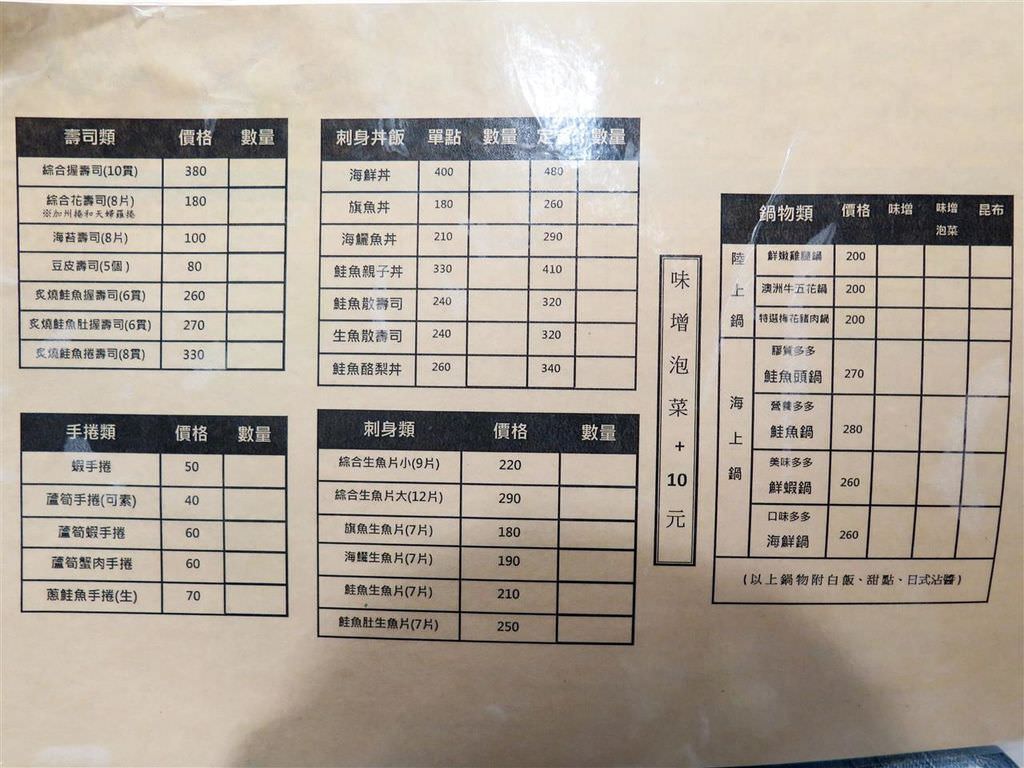 壽司類 價格 數量
綜合握壽司(10貫) 380
綜合花壽司(8片) 180
※加州捲和天婦羅捲
海苔壽司(8片) 100
豆皮壽司(5個) 80
炙燒鮭魚握壽司(6貫) 260
炙燒鮭魚肚握壽司(6貫) 270
炙燒鮭魚捲壽司(8貫) 330
手捲類 價格 數量
蝦手捲 50
蘆筍手捲(可素) 40
蘆筍蝦手捲 60
蘆筍蟹肉手捲 60
蔥鮭魚手捲(生) 70
刺身丼飯 單點 數量 定 數量
海鮮丼 400 480
旗魚丼 180 260
海鱺魚丼 210 290
鮭魚親子丼 330 410
鮭魚散壽司 240 320
生魚散壽司 240 320
鮭魚酪梨丼 260 340
刺身類 價格 數量
綜合生魚片小(9片) 220
綜合生魚片大(12片) 290
旗魚生魚片(7片) 180
海鱺生魚片(7片) 190
鮭魚生魚片(7片) 210
鮭魚肚生魚片(7片) 250
味增泡菜+10元
鍋物類 價格 味增 味增泡菜 昆布
陸上鍋
鮮嫩雞腿鍋 200
澳洲牛五花鍋 200
特選梅花豬肉鍋 200
海上鍋
膠質多多
鮭魚頭鍋 270
營養多多
鮭魚鍋 280
美味多多
鮮蝦鍋 260
口味多多
海鮮鍋 260
(以上鍋物附白飯、甜點、日式沾醬)